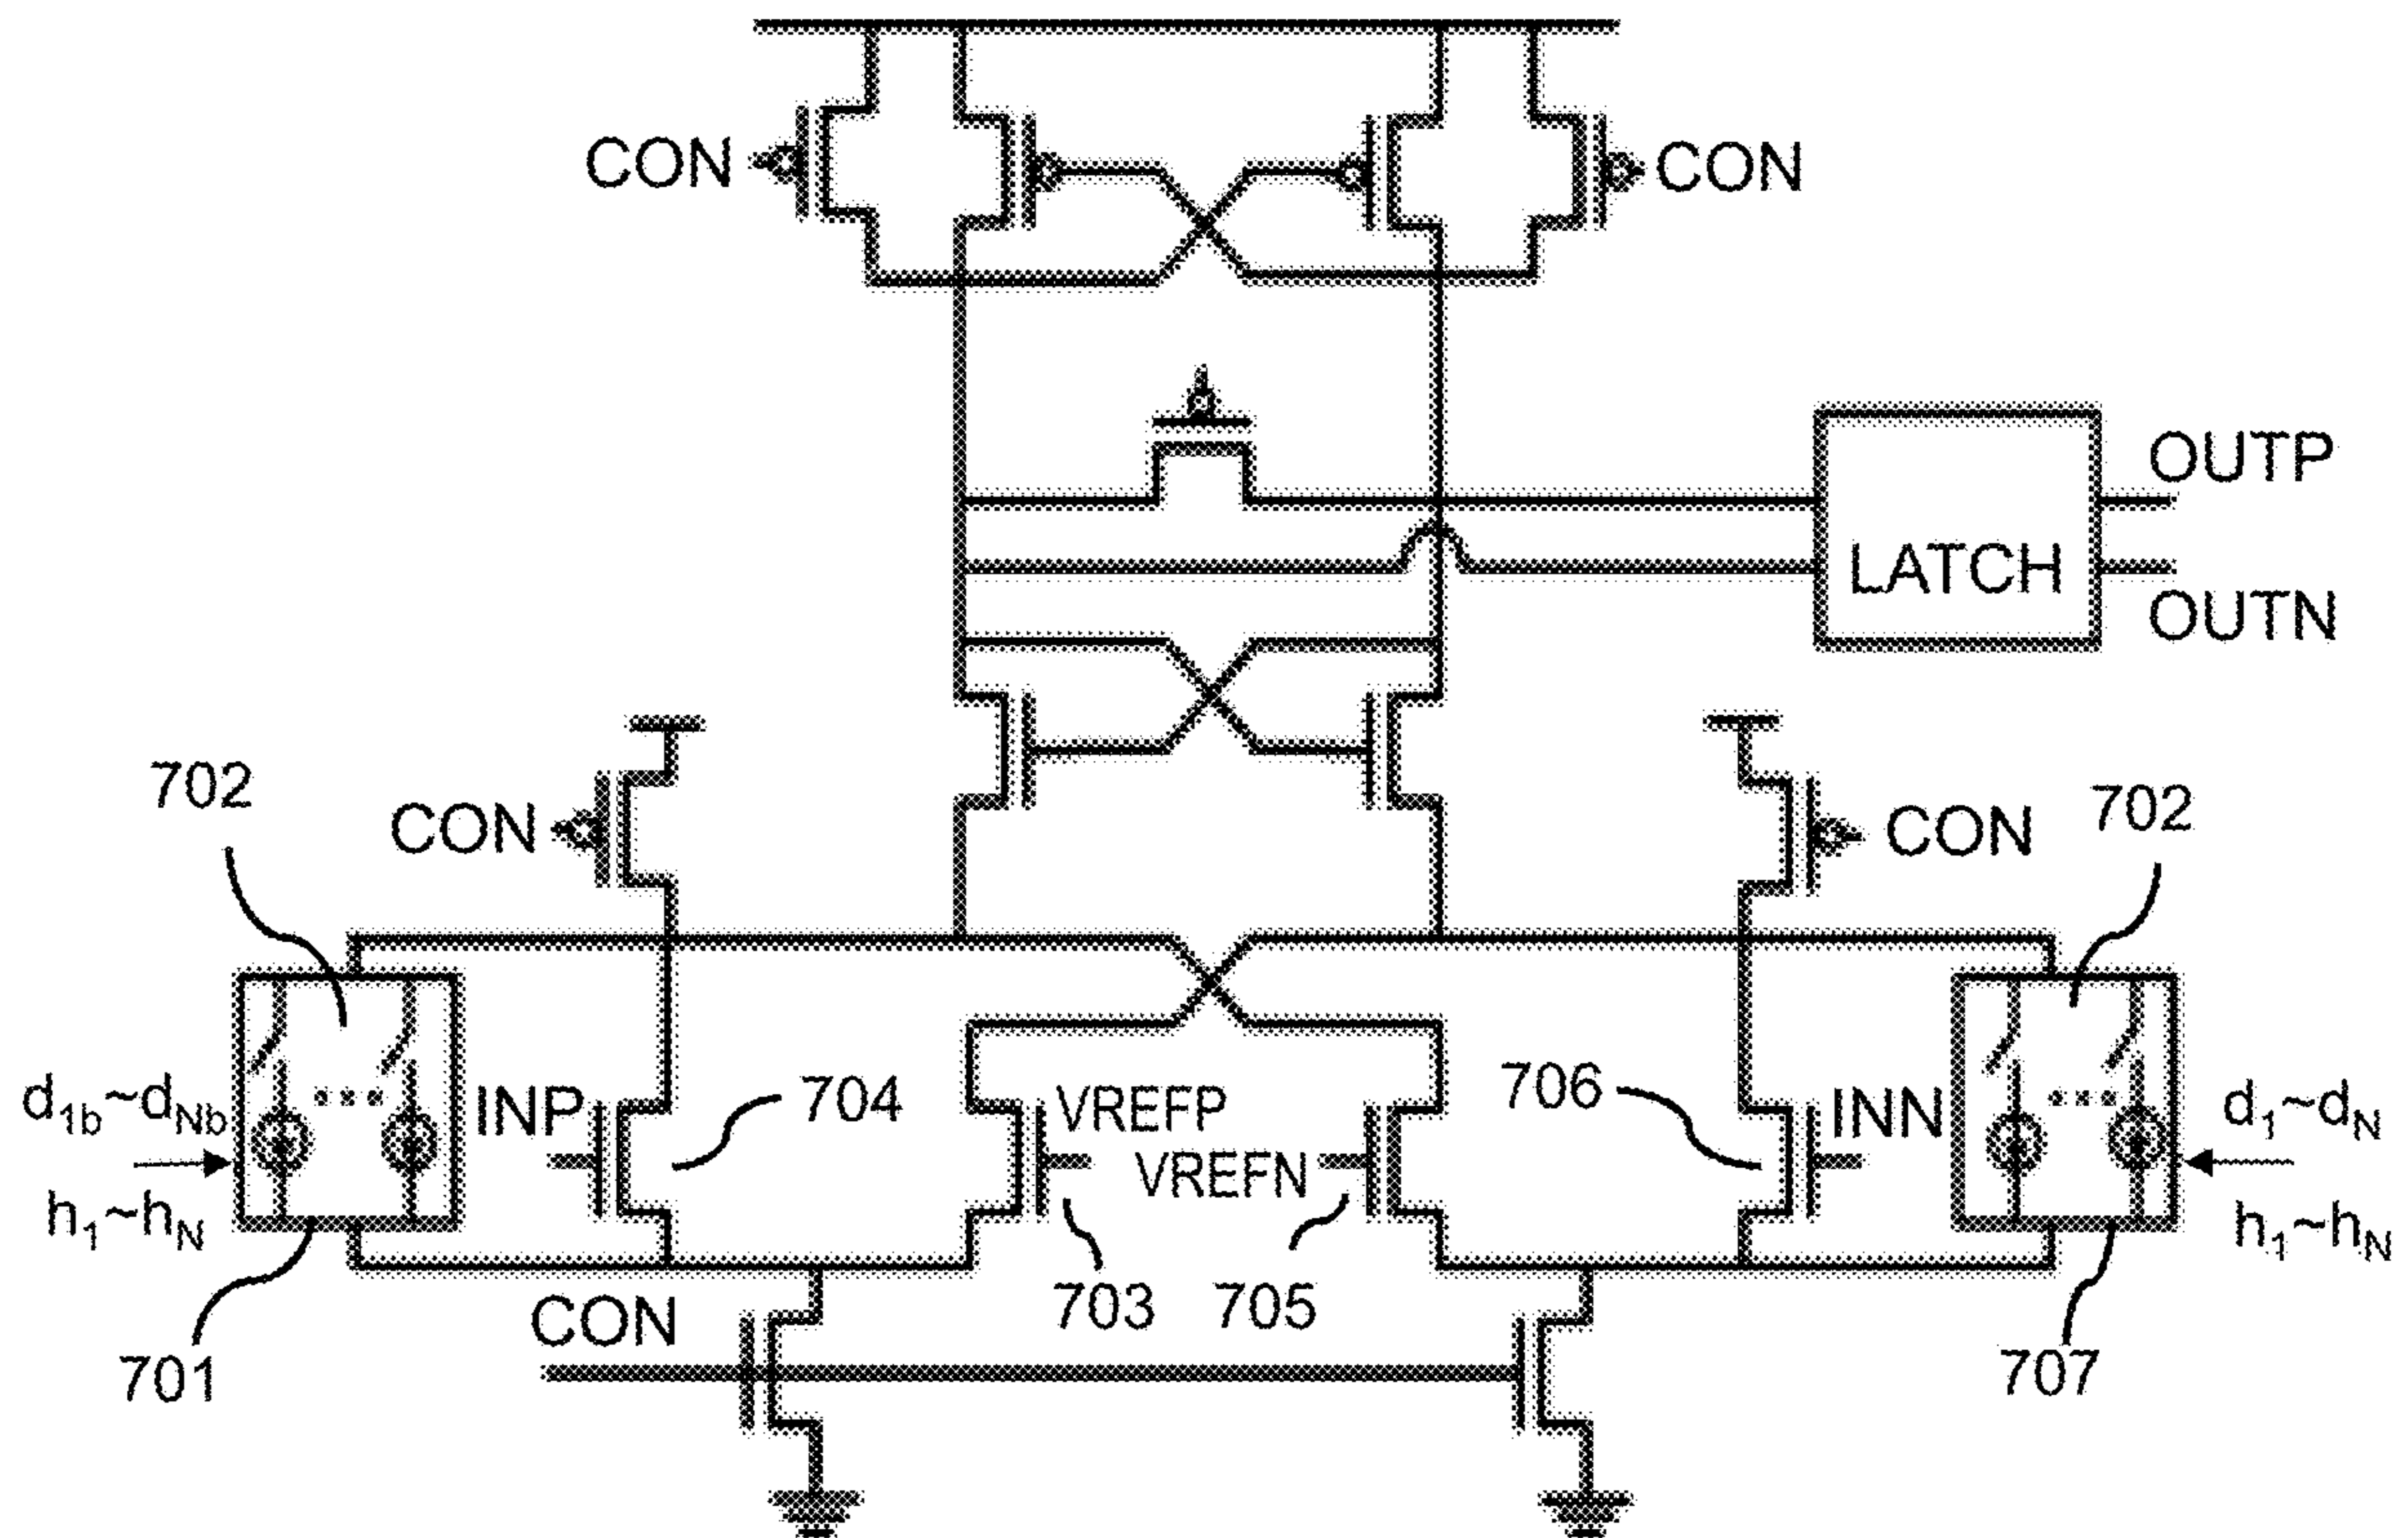 CON
CON
OUTP
LATCH
OUTN
702
CON
CON
702
d1b~dNb
INP
704
VREFP
706
INN
d1~dN
VREFN
h1~hN
h1~hN
CON
703
705
701
707